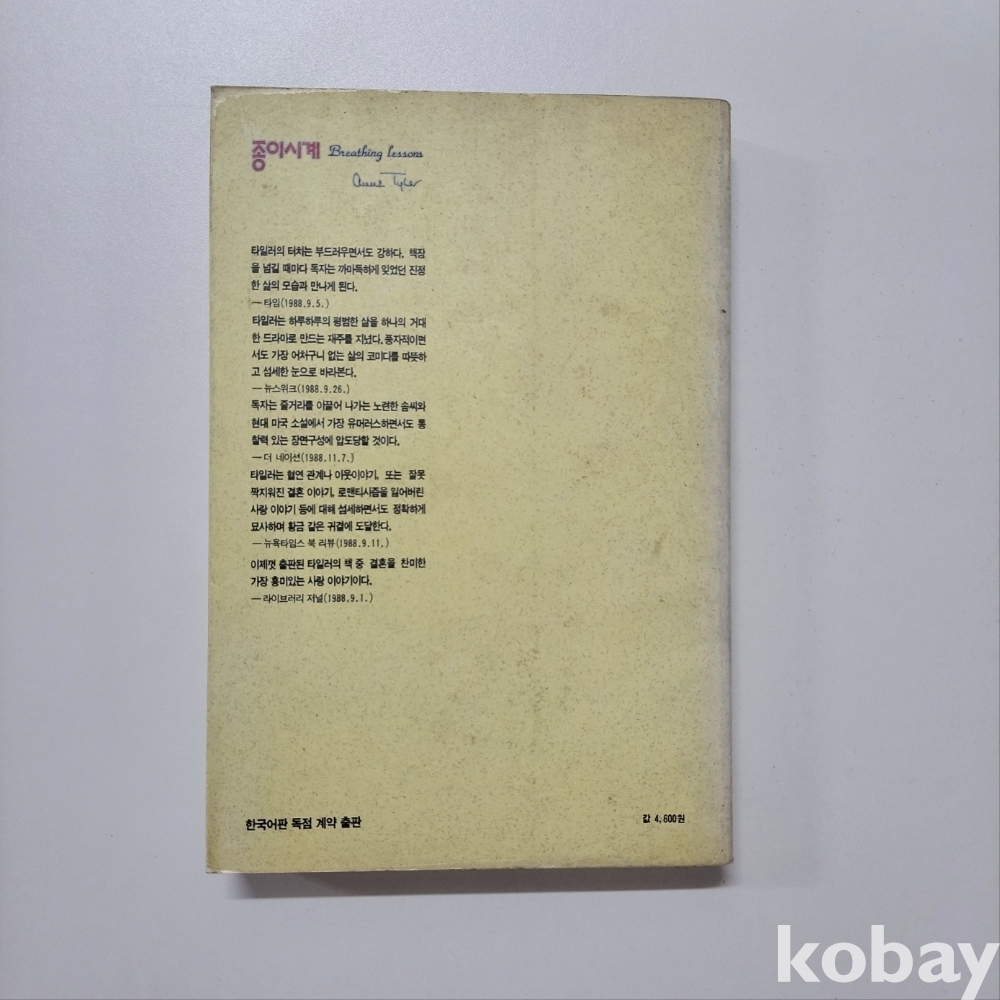 종이시계 Breathing Lessons
Anne Tyler
타일러의 터치는 부드러우면서도 강하다. 책장
을 넘길 때마다 독자는 까마득하게 잊었던 진정
한 삶의 모습과 만나게 된다.
— 타임(1988.9.5.)
타일러는 하루하루의 평범한 삶을 하나의 거대
한 드라마로 만드는 재주를 지녔다. 풍자적이면
서도 가장 어처구니 없는 삶의 코미디를 따뜻하
고 섬세한 눈으로 바라본다.
— 뉴스위크(1988.9.26.)
독자는 줄거리를 이끌어 나가는 노련한 솜씨와
현대 미국 소설에서 가장 유머러스하면서도 통
찰력 있는 장면구성에 압도당할 것이다.
— 더 네이션(1988.11.7.)
타일러는 혈연 관계나 이웃이야기, 또는 잘못
짝지워진 결혼 이야기, 로맨티시즘을 잃어버린
사랑 이야기 등에 대해 섬세하면서도 정확하게
묘사하며 황금 같은 귀결에 도달한다.
— 뉴욕타임스 북 리뷰(1988.9.11.)
이제껏 출판된 타일러의 책 중 결혼을 찬미한
가장 흥미있는 사랑 이야기이다.
— 라이브러리 저널(1988.9.1.)
한국어판 독점 계약 출판
값 4,600원
kobay